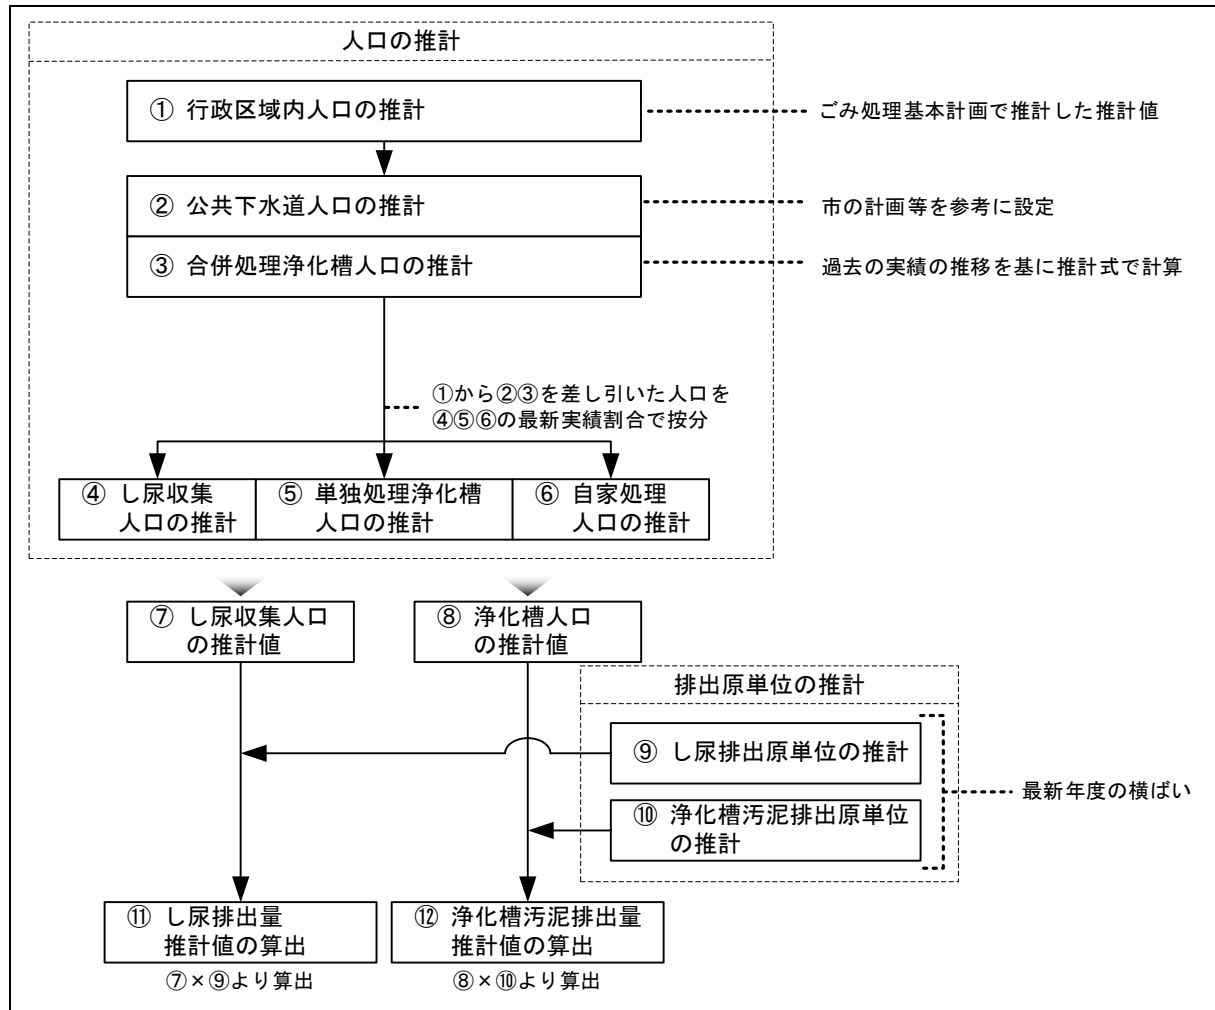 人口の推計
① 行政区域内人口の推計
ごみ処理基本計画で推計した推計値
② 公共下水道人口の推計
市の計画等を参考に設定
③ 合併処理浄化槽人口の推計
過去の実績の推移を基に推計式で計算
①から②③を差し引いた人口を
④⑤⑥の最新実績割合で按分
④ し尿収集
人口の推計
⑤ 単独処理浄化槽
人口の推計
⑥ 自家処理
人口の推計
⑦ し尿収集人口
の推計値
⑧ 浄化槽人口
の推計値
排出原単位の推計
⑨ し尿排出原単位の推計
最新年度の横ばい
⑩ 浄化槽汚泥排出原単位
の推計
⑪ し尿排出量
推計値の算出
⑦×⑨より算出
⑫ 浄化槽汚泥排出量
推計値の算出
⑧×⑩より算出